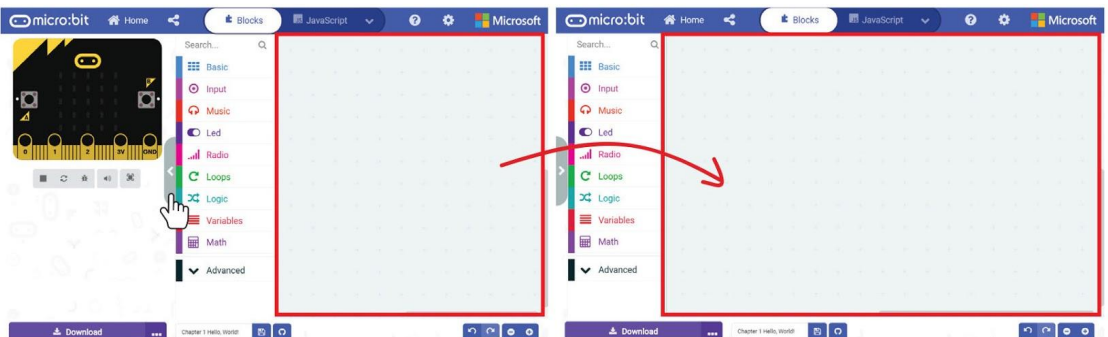 micro:bit Home Blocks JavaScript Microsoft
Search...
Basic
Input
Music
Led
Radio
Loops
Logic
Variables
Math
Advanced
A
B
0 1 2 3V GND
Download ... Chapter 1 Hello, World!
micro:bit Home Blocks JavaScript Microsoft
Search...
Basic
Input
Music
Led
Radio
Loops
Logic
Variables
Math
Advanced
Download ... Chapter 1 Hello, World!